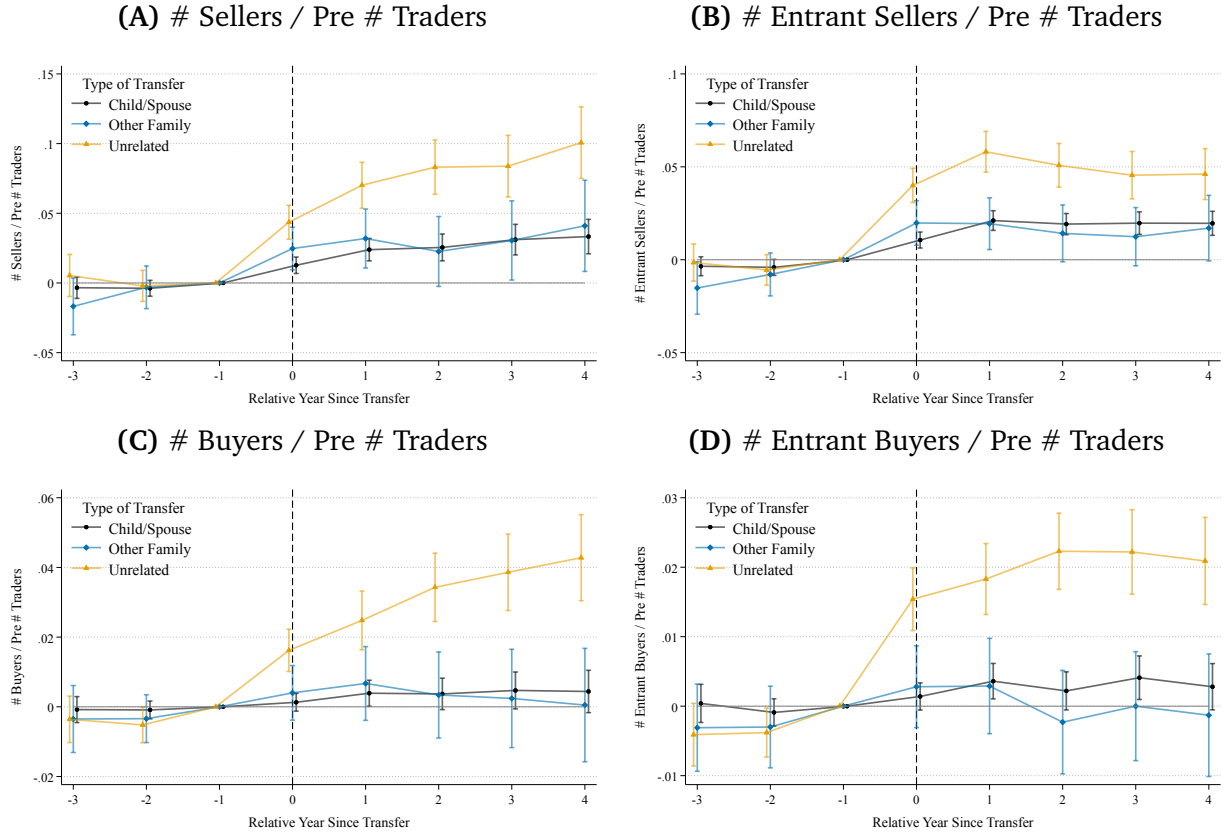 (A) # Sellers / Pre # Traders
.15
.1
.05
0
-.05
# Sellers / Pre # Traders
Type of Transfer
Child/Spouse
Other Family
Unrelated
-3 -2 -1 0 1 2 3 4
Relative Year Since Transfer
(B) # Entrant Sellers / Pre # Traders
.1
.05
0
-.05
# Entrant Sellers / Pre # Traders
Type of Transfer
Child/Spouse
Other Family
Unrelated
-3 -2 -1 0 1 2 3 4
Relative Year Since Transfer
(C) # Buyers / Pre # Traders
.06
.04
.02
0
-.02
# Buyers / Pre # Traders
Type of Transfer
Child/Spouse
Other Family
Unrelated
-3 -2 -1 0 1 2 3 4
Relative Year Since Transfer
(D) # Entrant Buyers / Pre # Traders
.03
.02
.01
0
-.01
# Entrant Buyers / Pre # Traders
Type of Transfer
Child/Spouse
Other Family
Unrelated
-3 -2 -1 0 1 2 3 4
Relative Year Since Transfer